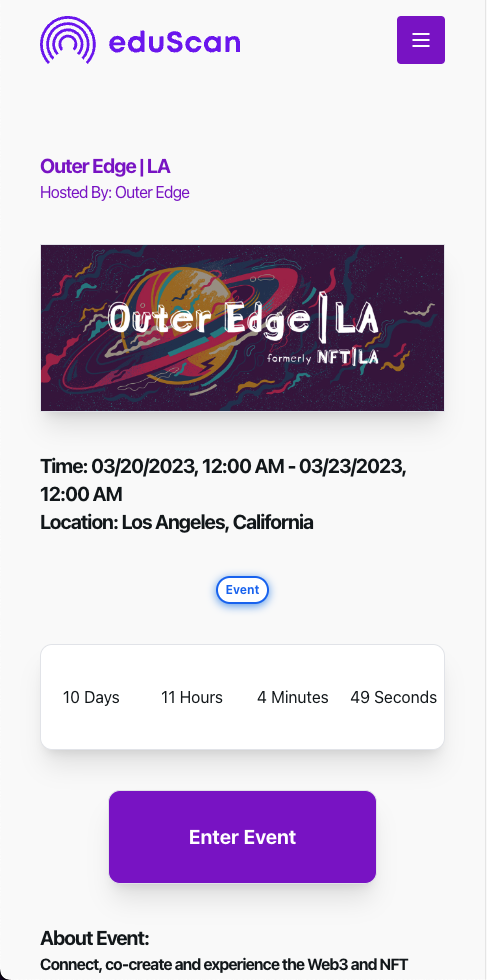 eduScan
Outer Edge | LA
Hosted By: Outer Edge
Outer Edge|LA
formerly NFT|LA
Time: 03/20/2023, 12:00 AM - 03/23/2023,
12:00 AM
Location: Los Angeles, California
Event
10 Days 11 Hours 4 Minutes 49 Seconds
Enter Event
About Event:
Connect, co-create and experience the Web3 and NFT